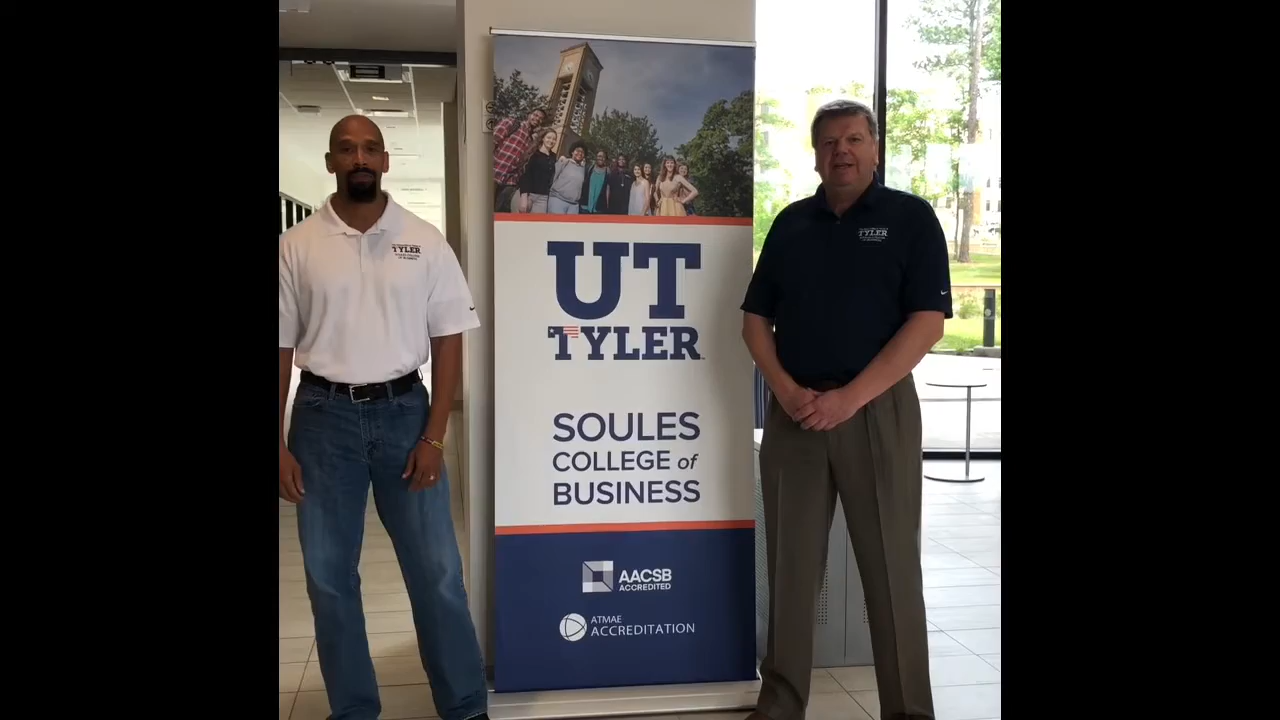 UT
TYLER
SOULES
COLLEGE of
BUSINESS
AACSB
ACCREDITED
ATMAE
ACCREDITATION
TYLER
TYLER